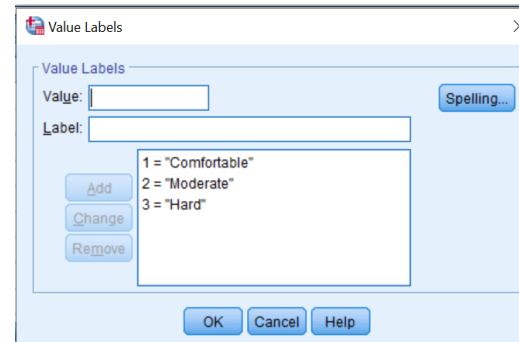 Value Labels
Value Labels
Value:
Spelling...
Label:
1 = "Comfortable"
2 = "Moderate"
3 = "Hard"
Add
Change
Remove
OK Cancel Help